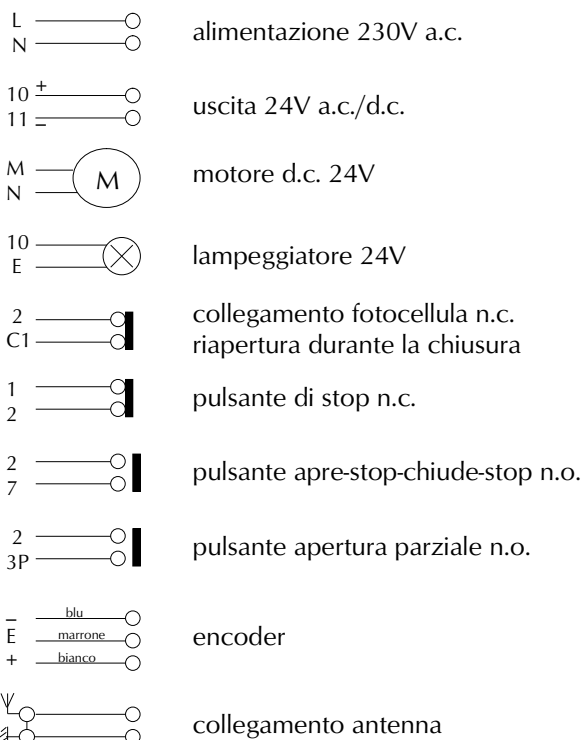 L
N
alimentazione 230V a.c.
10 +
11 –
uscita 24V a.c./d.c.
M
N
M
motore d.c. 24V
10
E
lampeggiatore 24V
2
C1
collegamento fotocellula n.c.
riapertura durante la chiusura
1
2
pulsante di stop n.c.
2
7
pulsante apre-stop-chiude-stop n.o.
2
3P
pulsante apertura parziale n.o.
– blu
E marrone
+ bianco
encoder
collegamento antenna